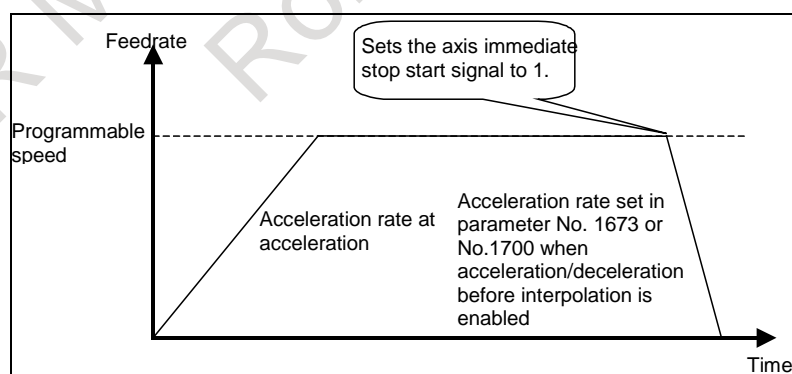 Feedrate
Sets the axis immediate
stop start signal to 1.
Programmable
speed
Acceleration rate at
acceleration
Acceleration rate set in
parameter No. 1673 or
No.1700 when
acceleration/deceleration
before interpolation is
enabled
Time